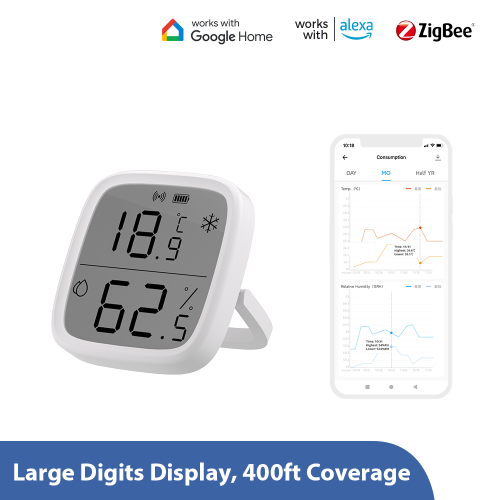 works with
Google Home
works
with
alexa
ZigBee
18.9 ℃
62.5 %
10:18
Consumption
DAY
MO
Half YR
Temp. (℃)
Relative Humidity (%RH)
Large Digits Display, 400ft Coverage